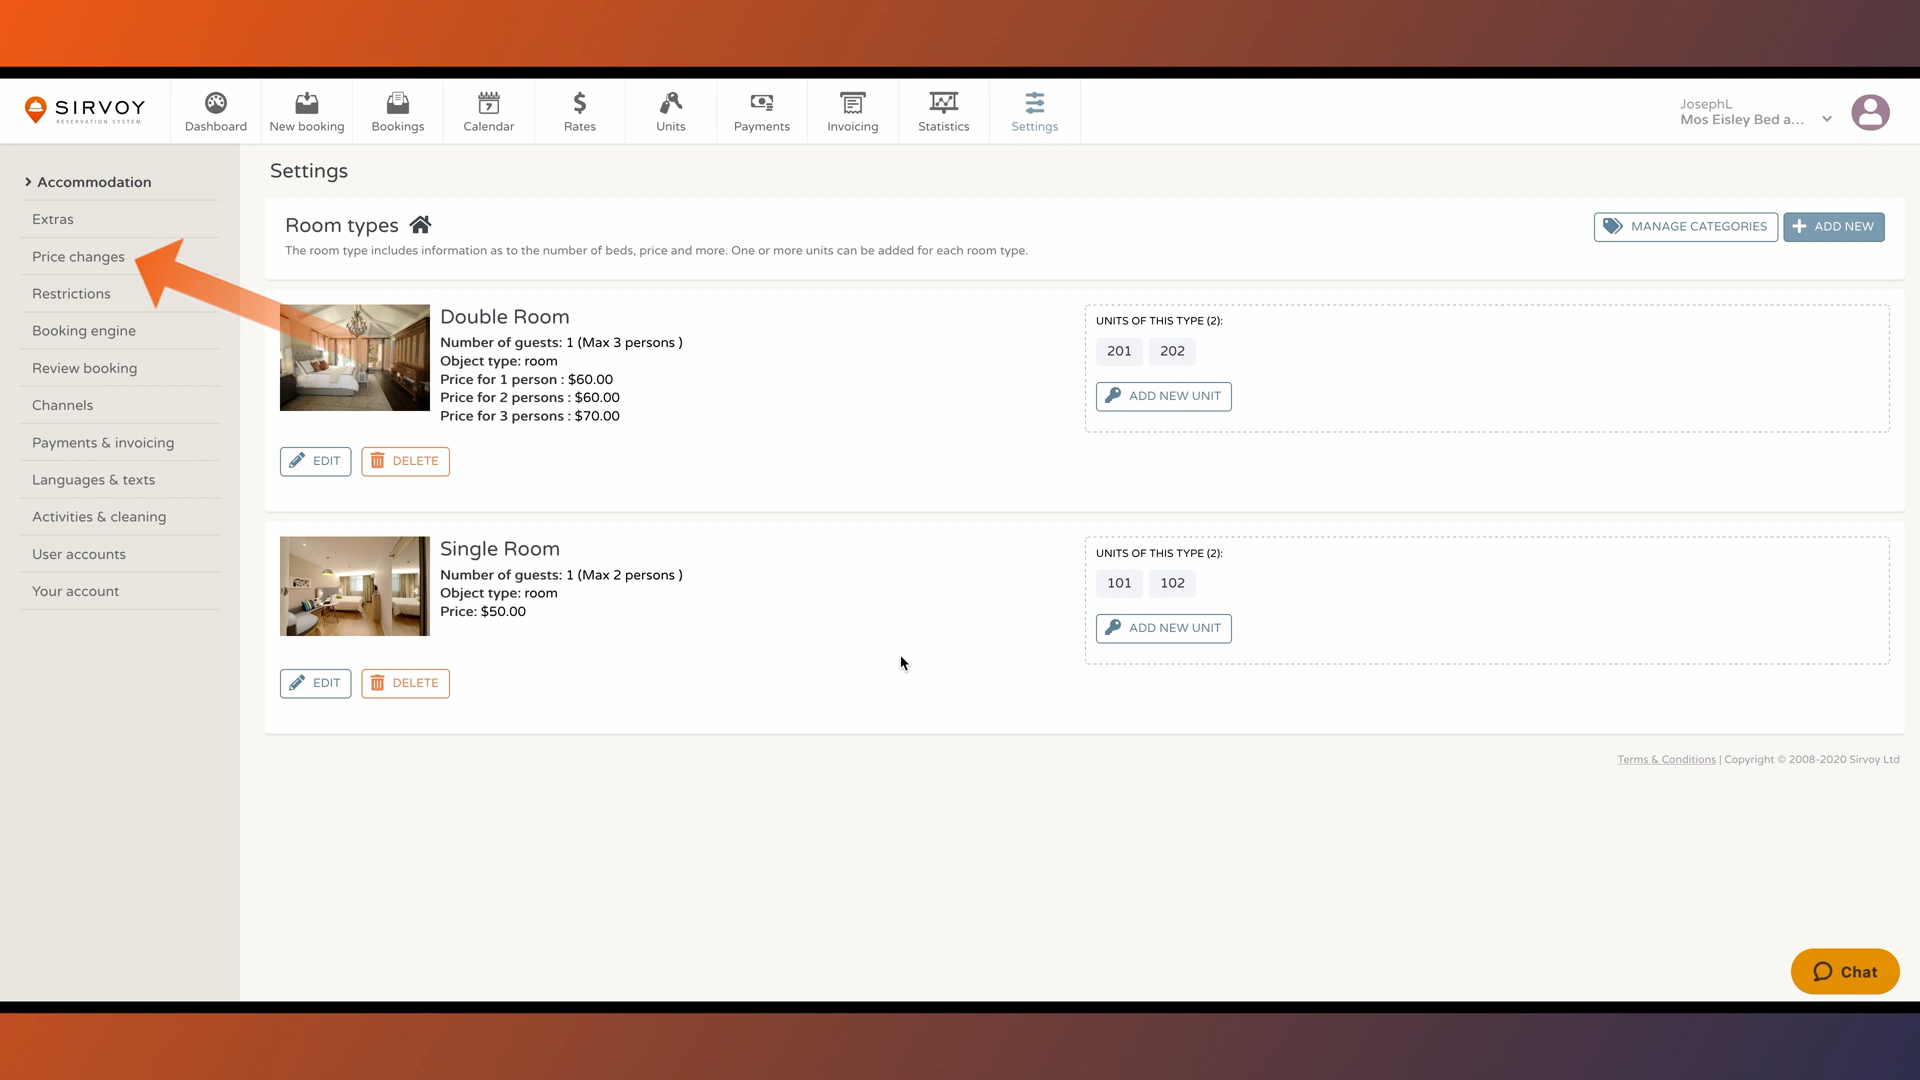 SIRVOY
RESERVATION SYSTEM
Dashboard
New booking
Bookings
7
Calendar
Rates
Units
Payments
Invoicing
Statistics
Settings
JosephL
Mos Eisley Bed a...
Accommodation
Extras
Price changes
Restrictions
Booking engine
Review booking
Channels
Payments & invoicing
Languages & texts
Activities & cleaning
User accounts
Your account
Settings
Room types
The room type includes information as to the number of beds, price and more. One or more units can be added for each room type.
MANAGE CATEGORIES
ADD NEW
Double Room
Number of guests: 1 (Max 3 persons )
Object type: room
Price for 1 person : $60.00
Price for 2 persons : $60.00
Price for 3 persons : $70.00
EDIT
DELETE
UNITS OF THIS TYPE (2):
201 202
ADD NEW UNIT
Single Room
Number of guests: 1 (Max 2 persons )
Object type: room
Price: $50.00
EDIT
DELETE
UNITS OF THIS TYPE (2):
101 102
ADD NEW UNIT
Terms & Conditions | Copyright © 2008-2020 Sirvoy Ltd
Chat